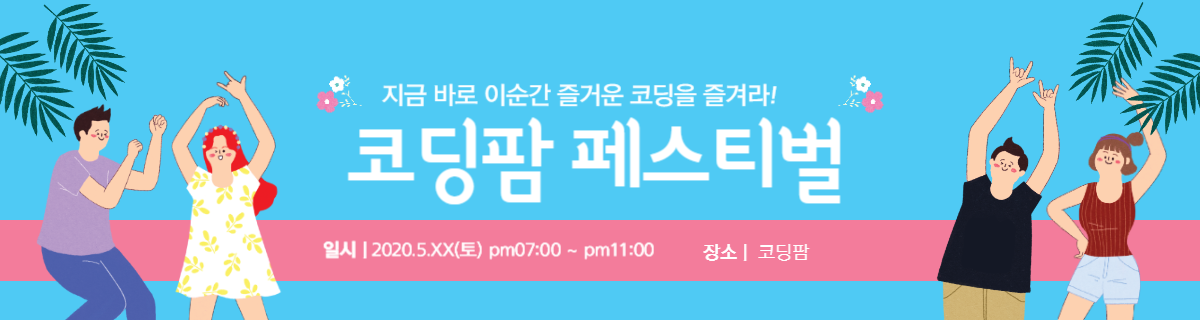 지금 바로 이순간 즐거운 코딩을 즐겨라!
코딩팜 페스티벌
일시 | 2020.5.XX(토) pm07:00 ~ pm11:00 장소 | 코딩팜